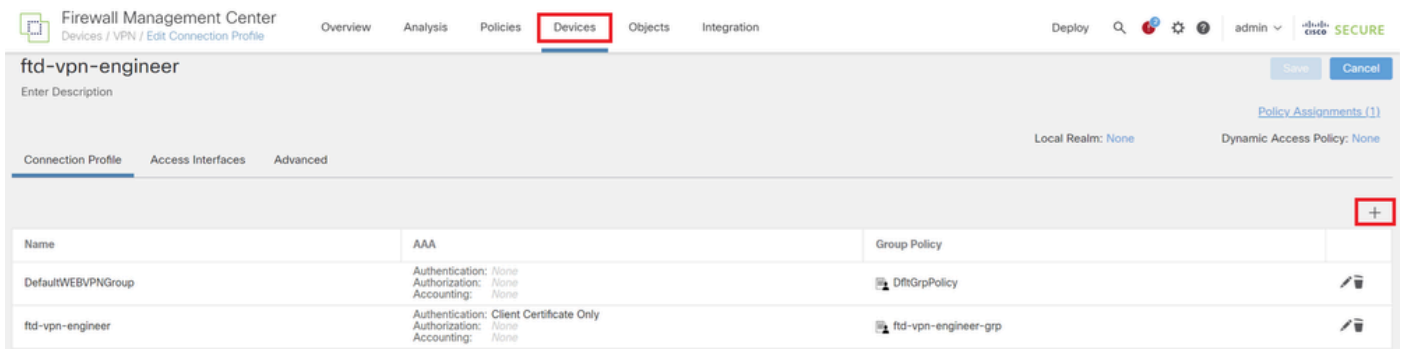 Firewall Management Center
Devices / VPN / Edit Connection Profile
Overview Analysis Policies Devices Objects Integration Deploy 2 admin CISCO SECURE
ftd-vpn-engineer
Save Cancel
Enter Description
Policy Assignments (1)
Local Realm: None Dynamic Access Policy: None
Connection Profile Access Interfaces Advanced
+
Name AAA Group Policy
DefaultWEBVPNGroup
Authentication: None
Authorization: None
Accounting: None
DfltGrpPolicy
ftd-vpn-engineer
Authentication: Client Certificate Only
Authorization: None
Accounting: None
ftd-vpn-engineer-grp